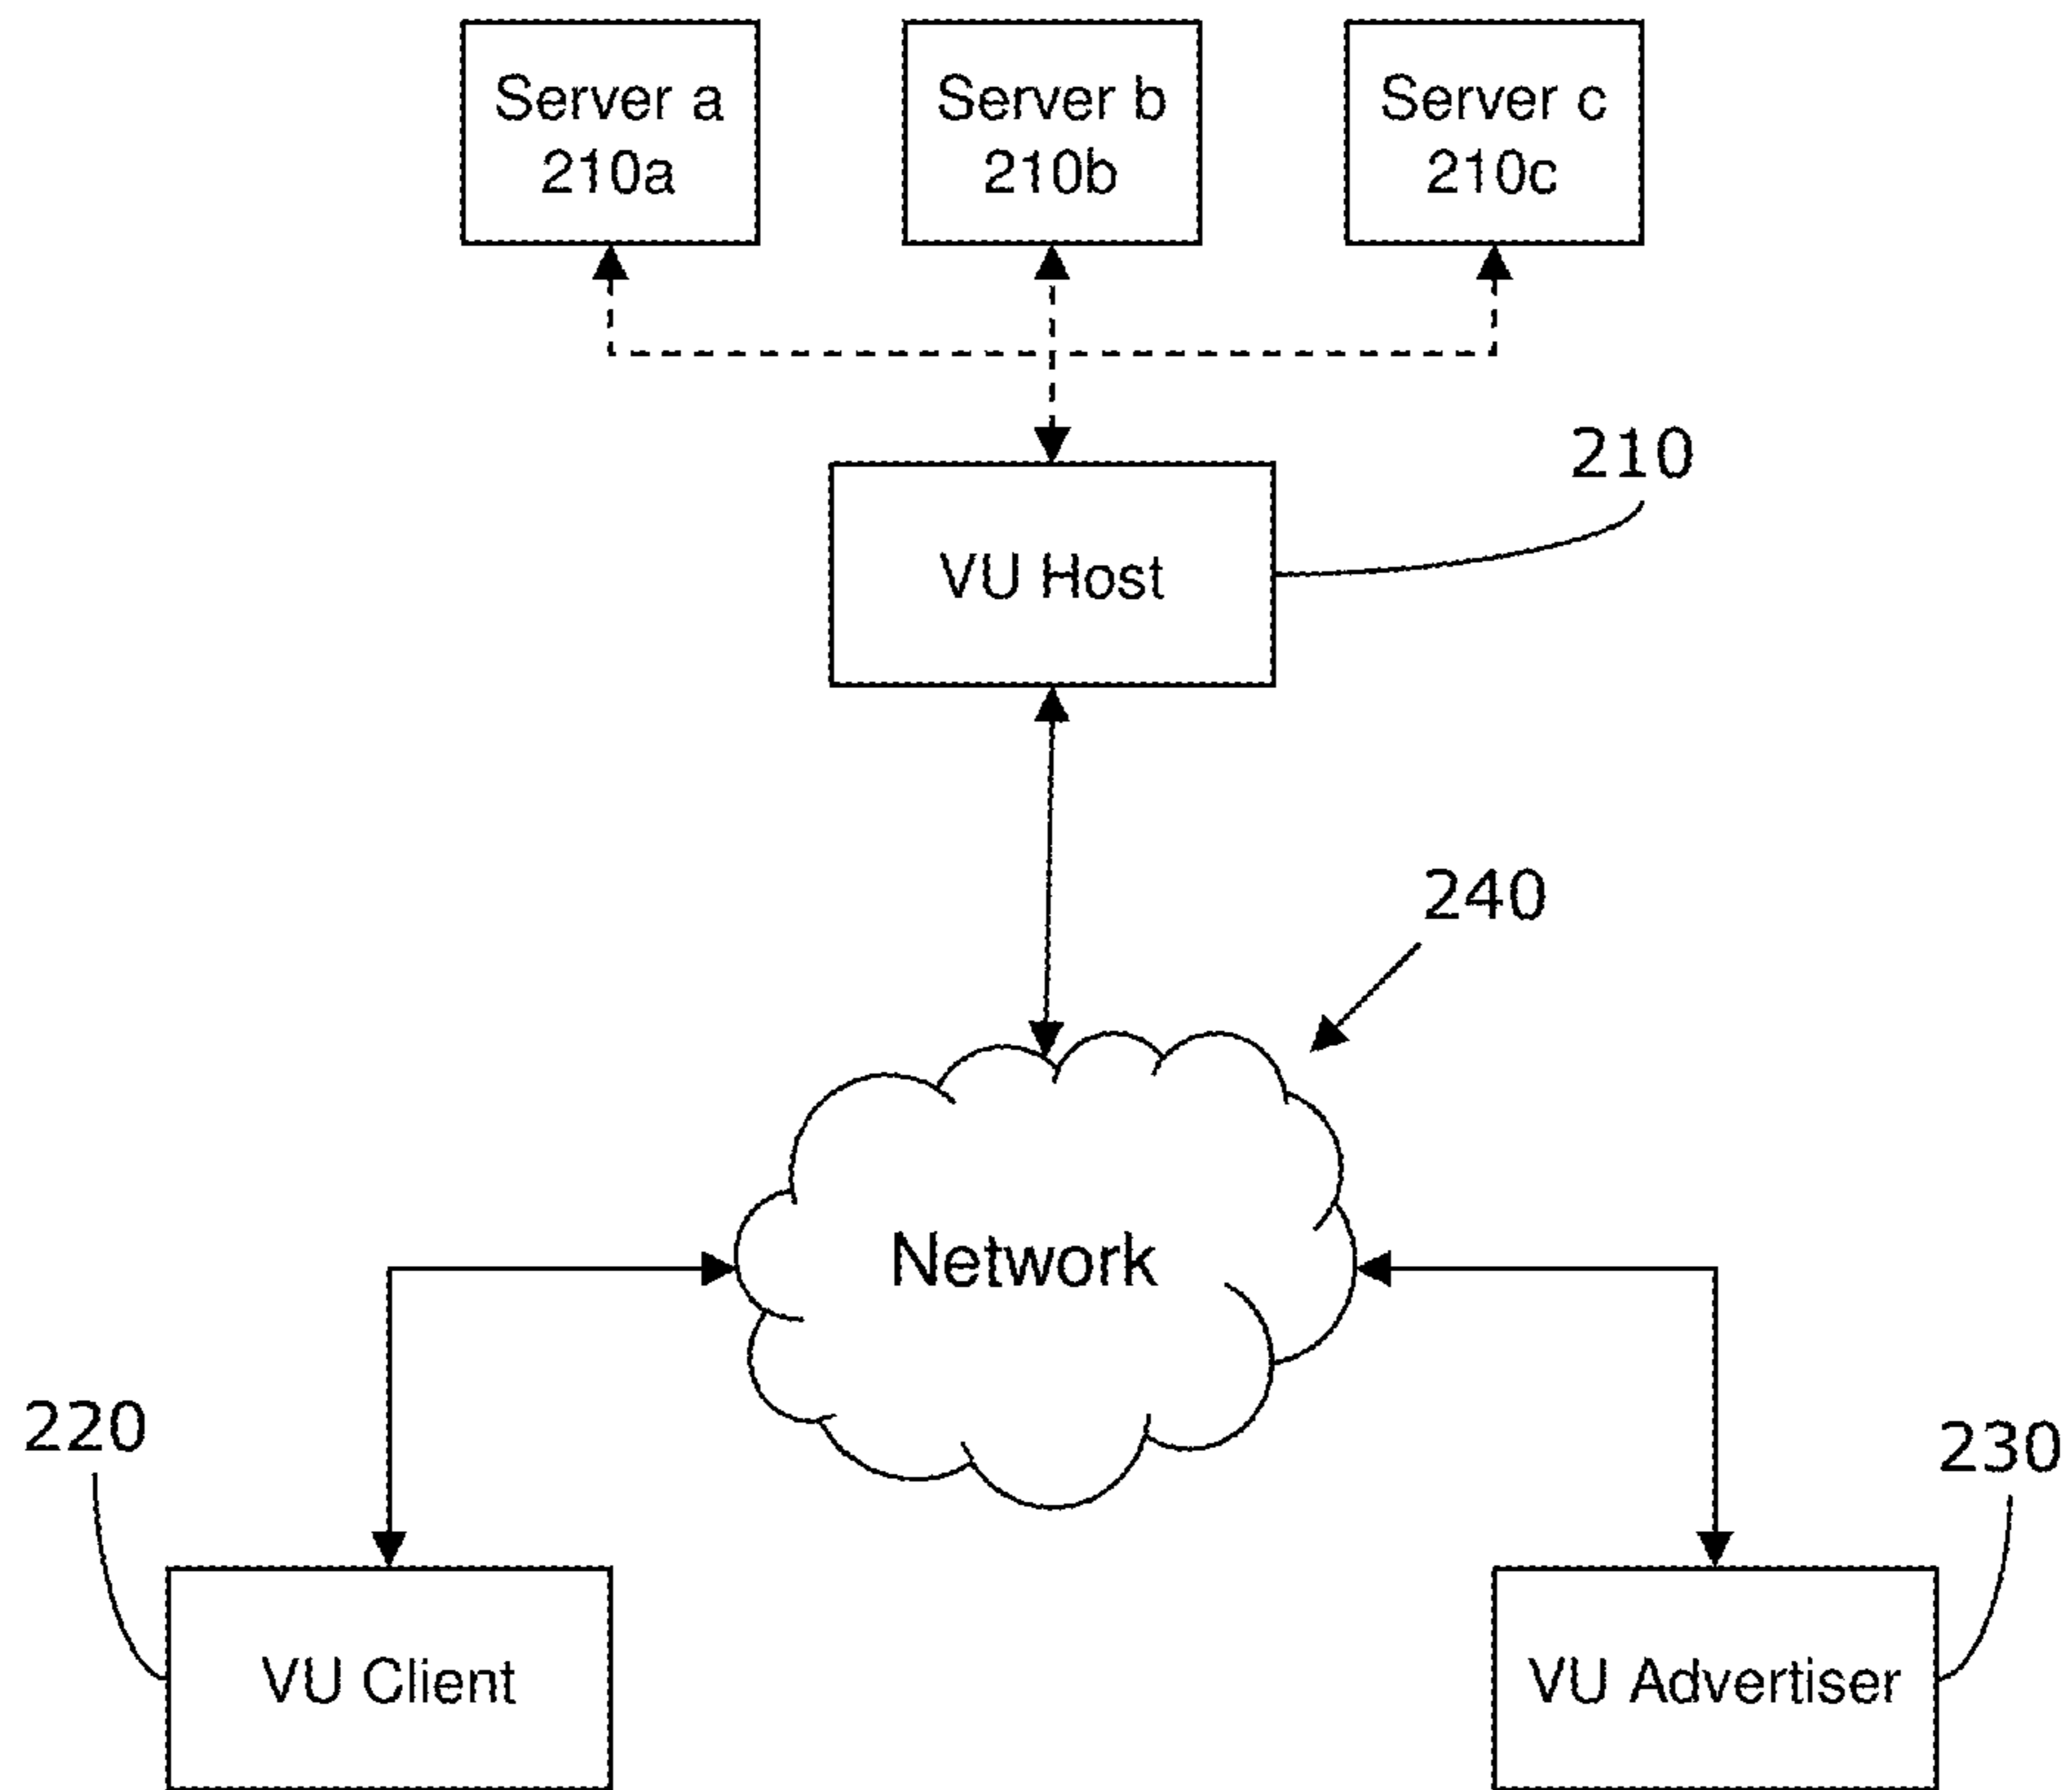 Server a
210a
Server b
210b
Server c
210c
210
VU Host
240
Network
220
230
VU Client
VU Advertiser